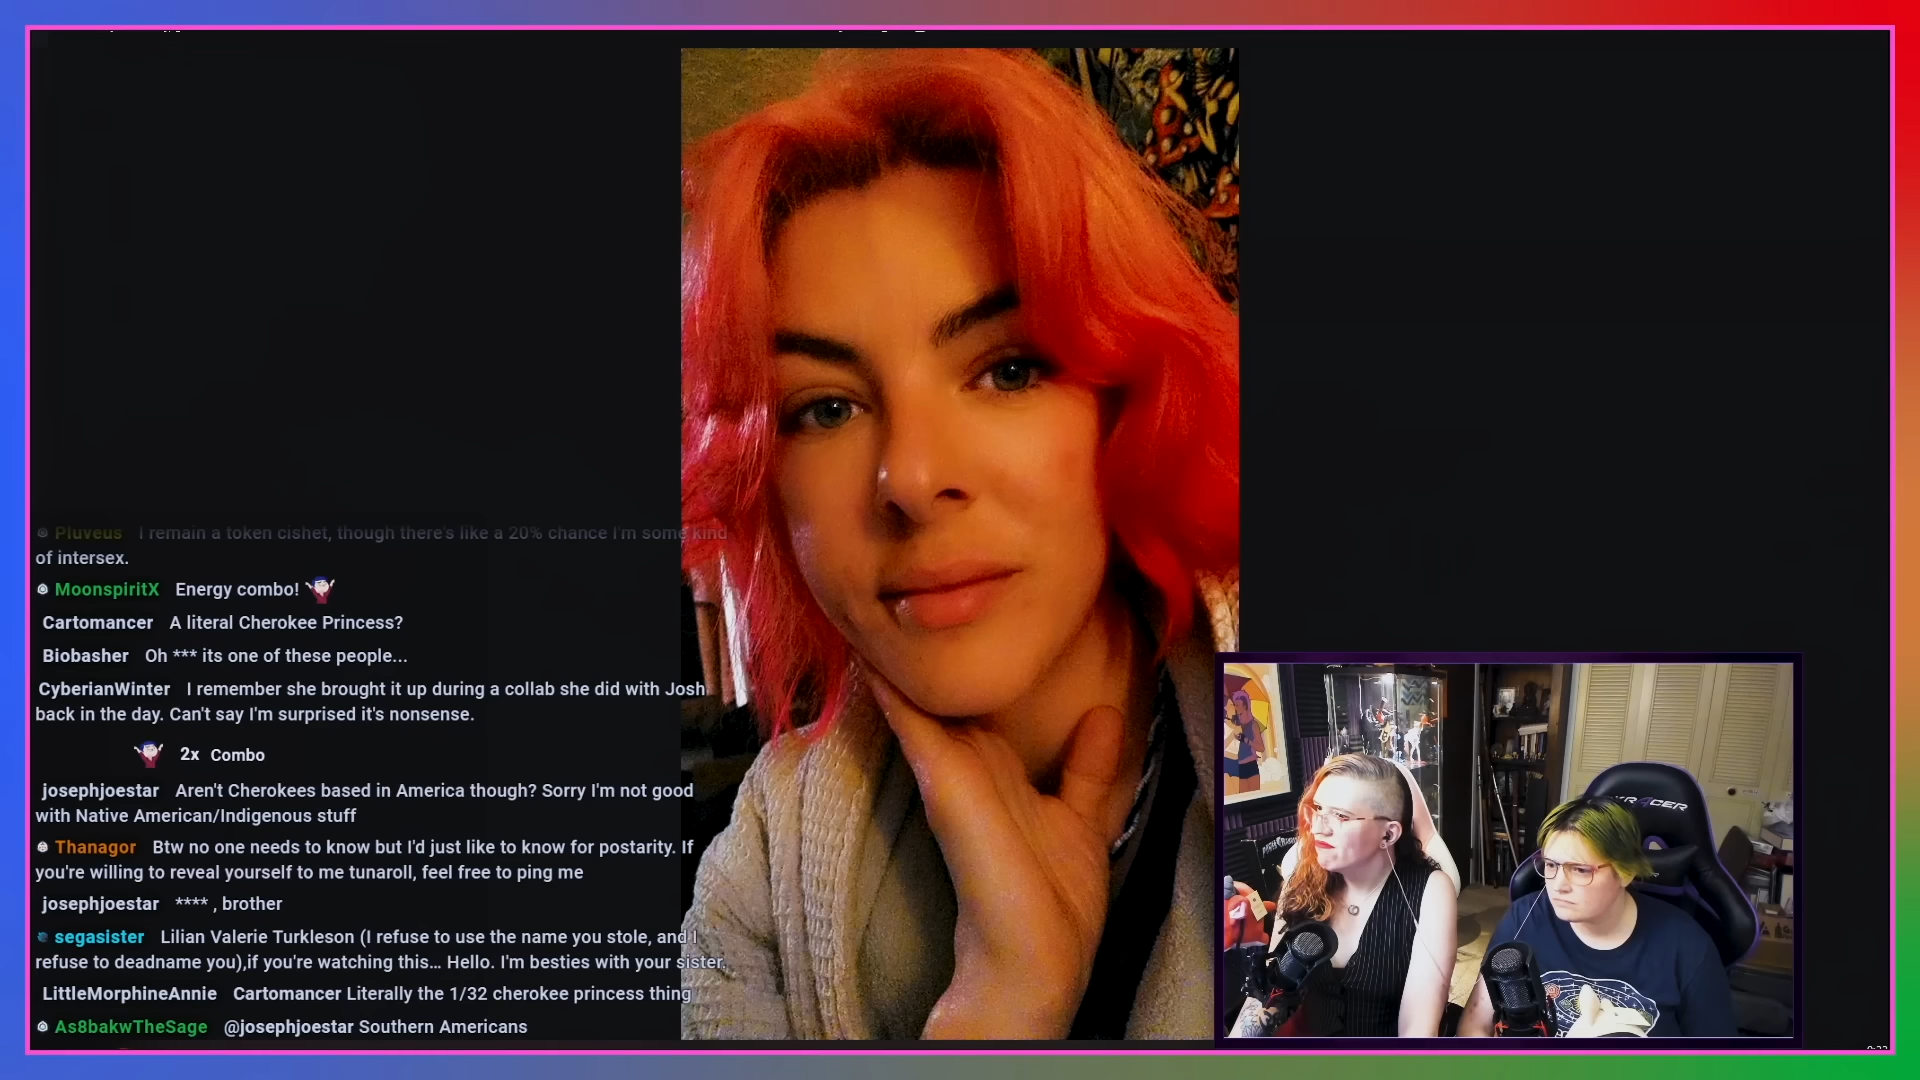 Pluveus I remain a token cishet, though there's like a 20% chance I'm some kind
of intersex.
MoonspiritX Energy combo!
Cartomancer A literal Cherokee Princess?
Biobasher Oh *** its one of these people...
CyberianWinter I remember she brought it up during a collab she did with Josh
back in the day. Can't say I'm surprised it's nonsense.
2x Combo
josephjoestar Aren't Cherokees based in America though? Sorry I'm not good
with Native American/Indigenous stuff
Thanagor Btw no one needs to know but I'd just like to know for postarity. If
you're willing to reveal yourself to me tunaroll, feel free to ping me
josephjoestar **** , brother
segasister Lilian Valerie Turkleson (I refuse to use the name you stole, and I
refuse to deadname you),if you're watching this... Hello. I'm besties with your sister.
LittleMorphineAnnie Cartomancer Literally the 1/32 cherokee princess thing
As8bakwTheSage @josephjoestar Southern Americans